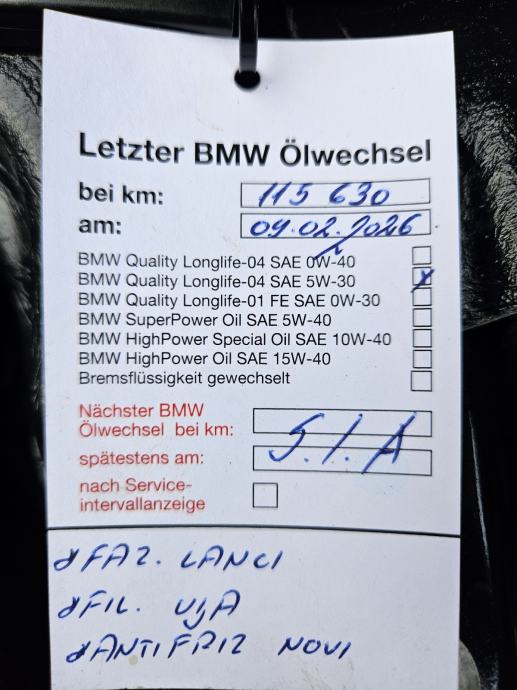 Letzter BMW Ölwechsel
bei km: 115 630
am: 09.02.2026
BMW Quality Longlife-04 SAE 0W-40
BMW Quality Longlife-04 SAE 5W-30 x
BMW Quality Longlife-01 FE SAE 0W-30
BMW SuperPower Oil SAE 5W-40
BMW HighPower Special Oil SAE 10W-40
BMW HighPower Oil SAE 15W-40
Bremsflüssigkeit gewechselt
Nächster BMW
Ölwechsel bei km:
S.I.A
spätestens am:
nach Service-
intervallanzeige
FAZ. LANCI
FIL. UljA
ANTIFRIZ NOVI